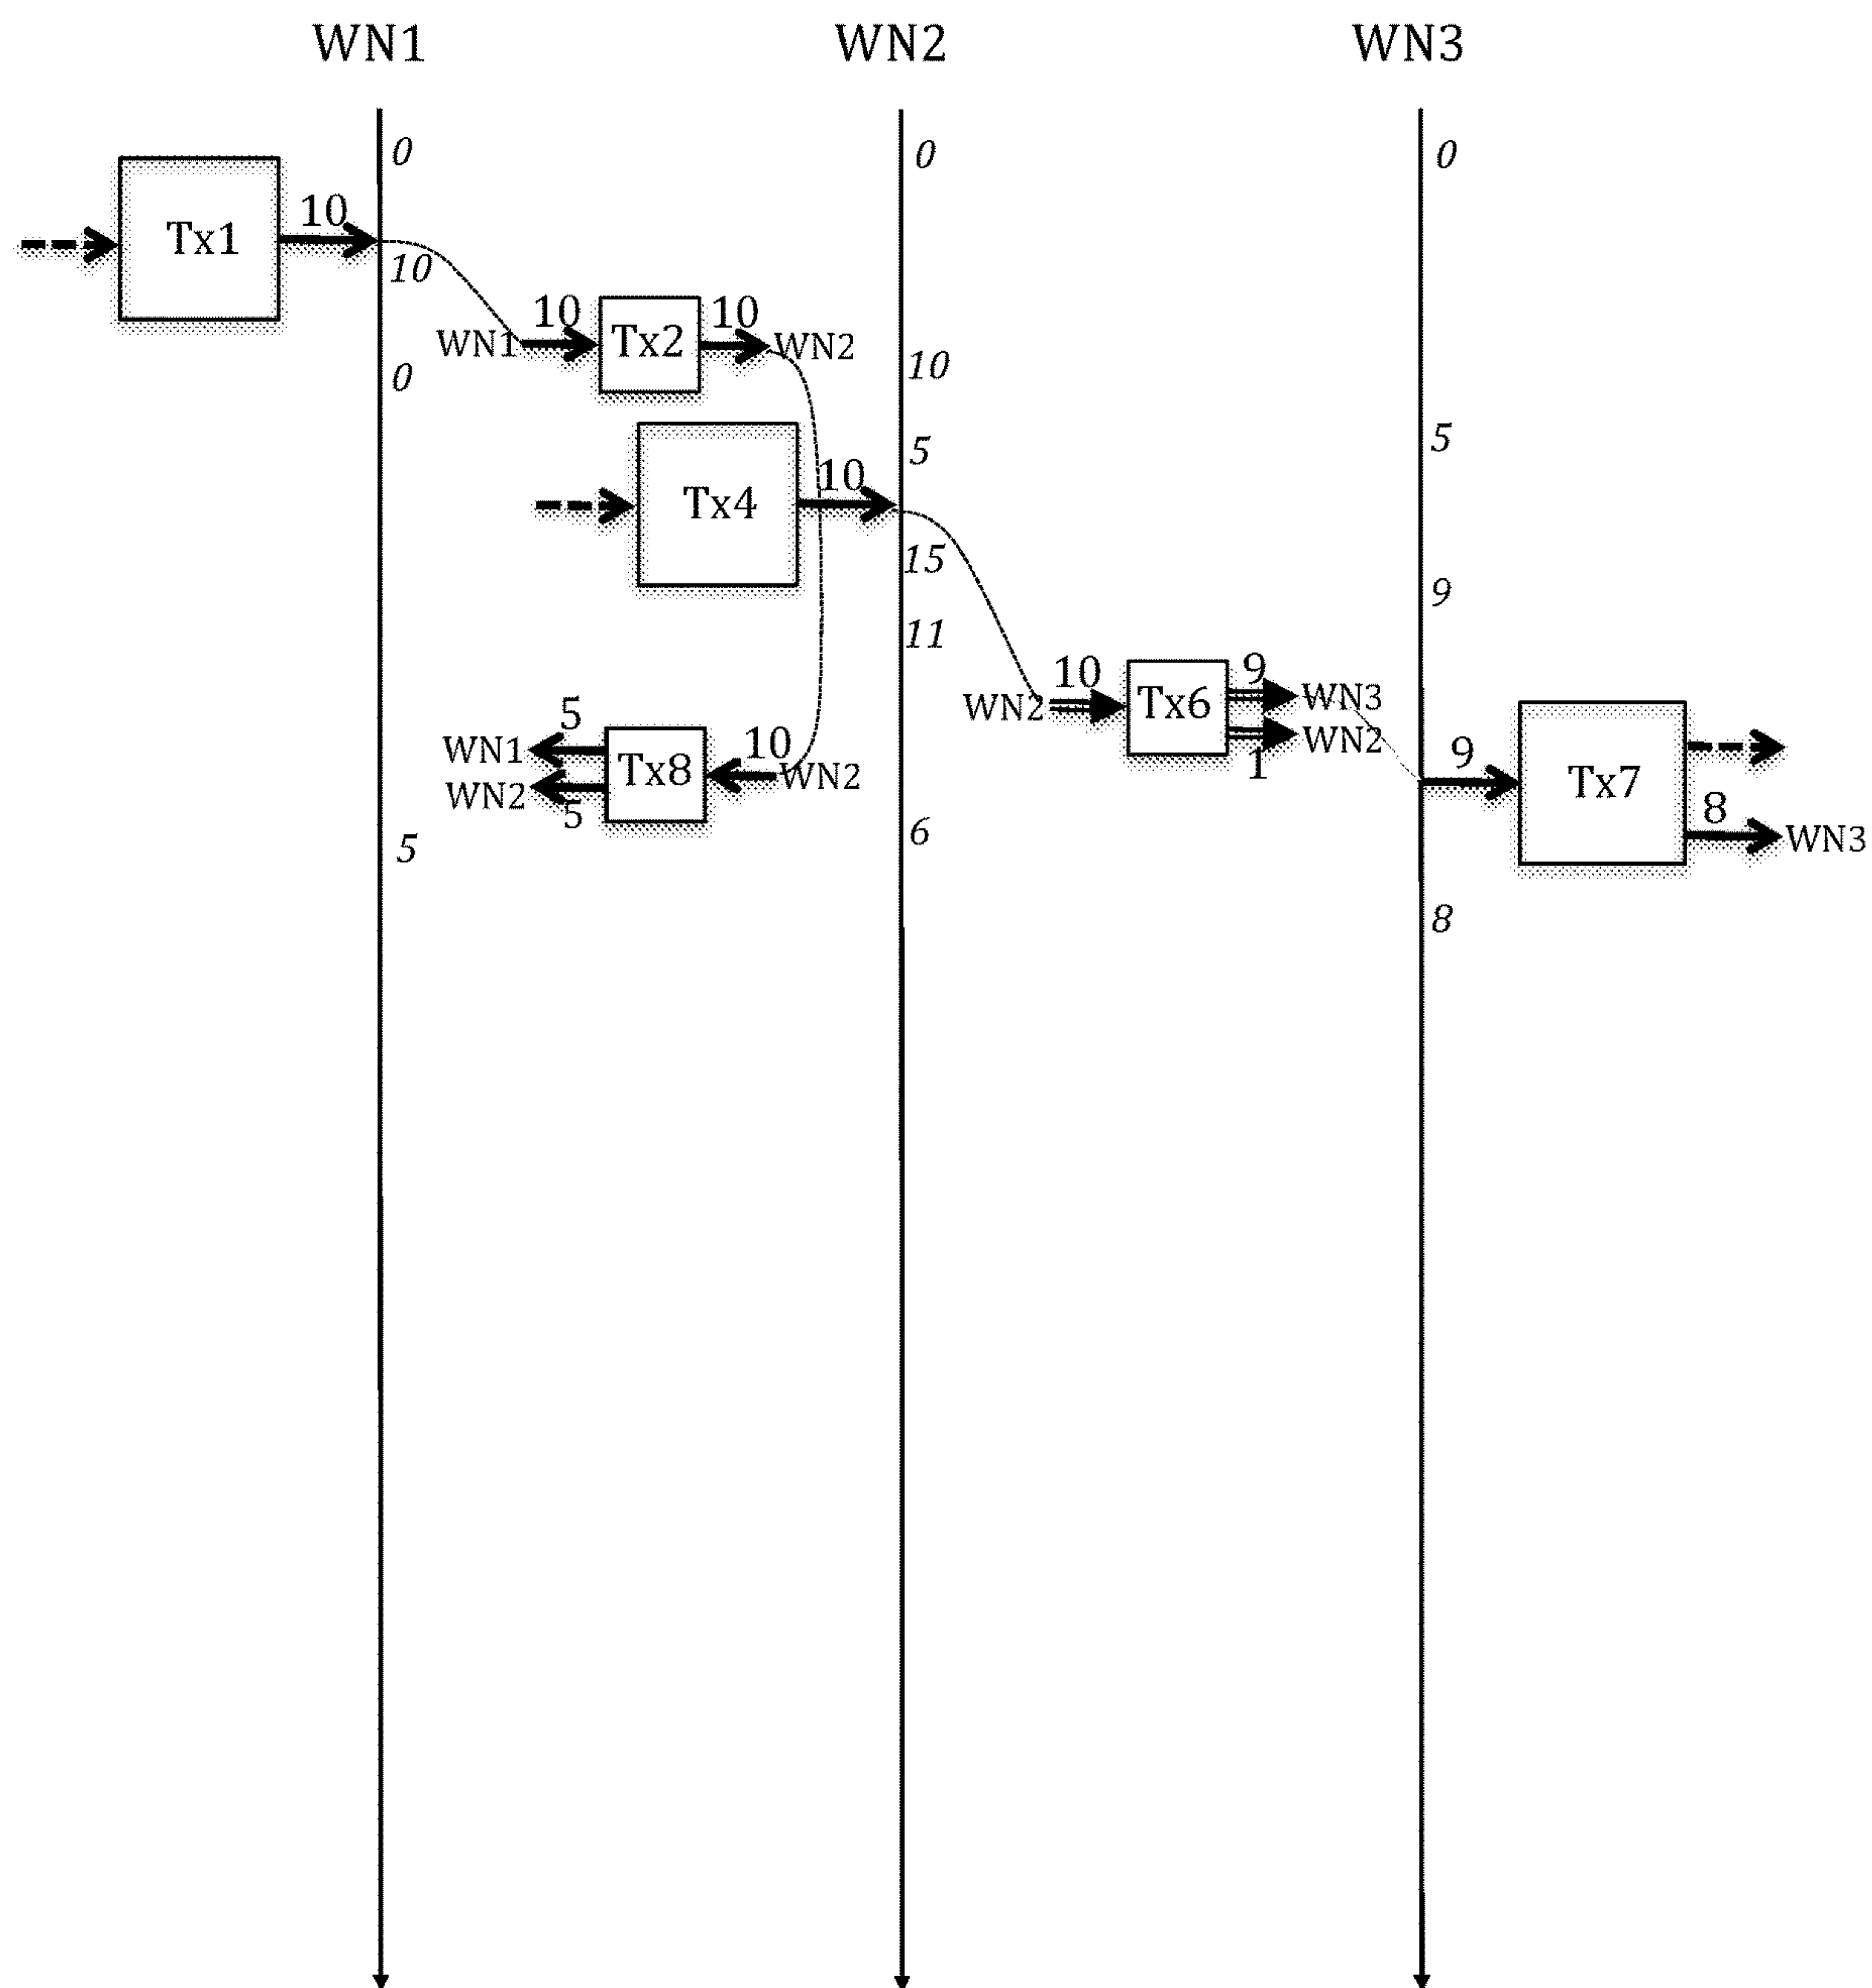 WN1 WN2 WN3
0 0 0
Tx1 10
10
WN1 10 Tx2 10 WN2
10
0
5
5
Tx4 10
15
9
11
WN2 10 Tx6 9 WN3
1 WN2
WN1 5 Tx8 10 WN2
WN2 5
9 Tx7
8 WN3
5
6
8